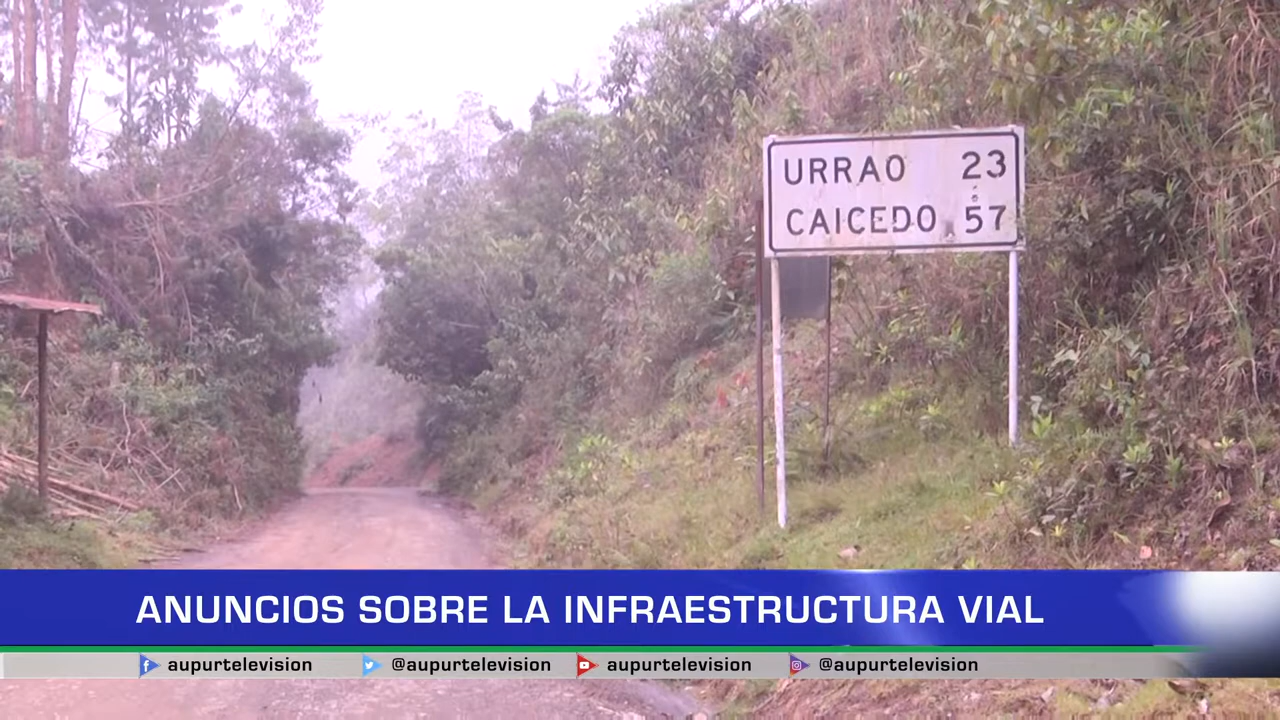 URRAO 23
CAICEDO 57
ANUNCIOS SOBRE LA INFRAESTRUCTURA VIAL
aupurtelevision @aupurtelevision aupurtelevision @aupurtelevision